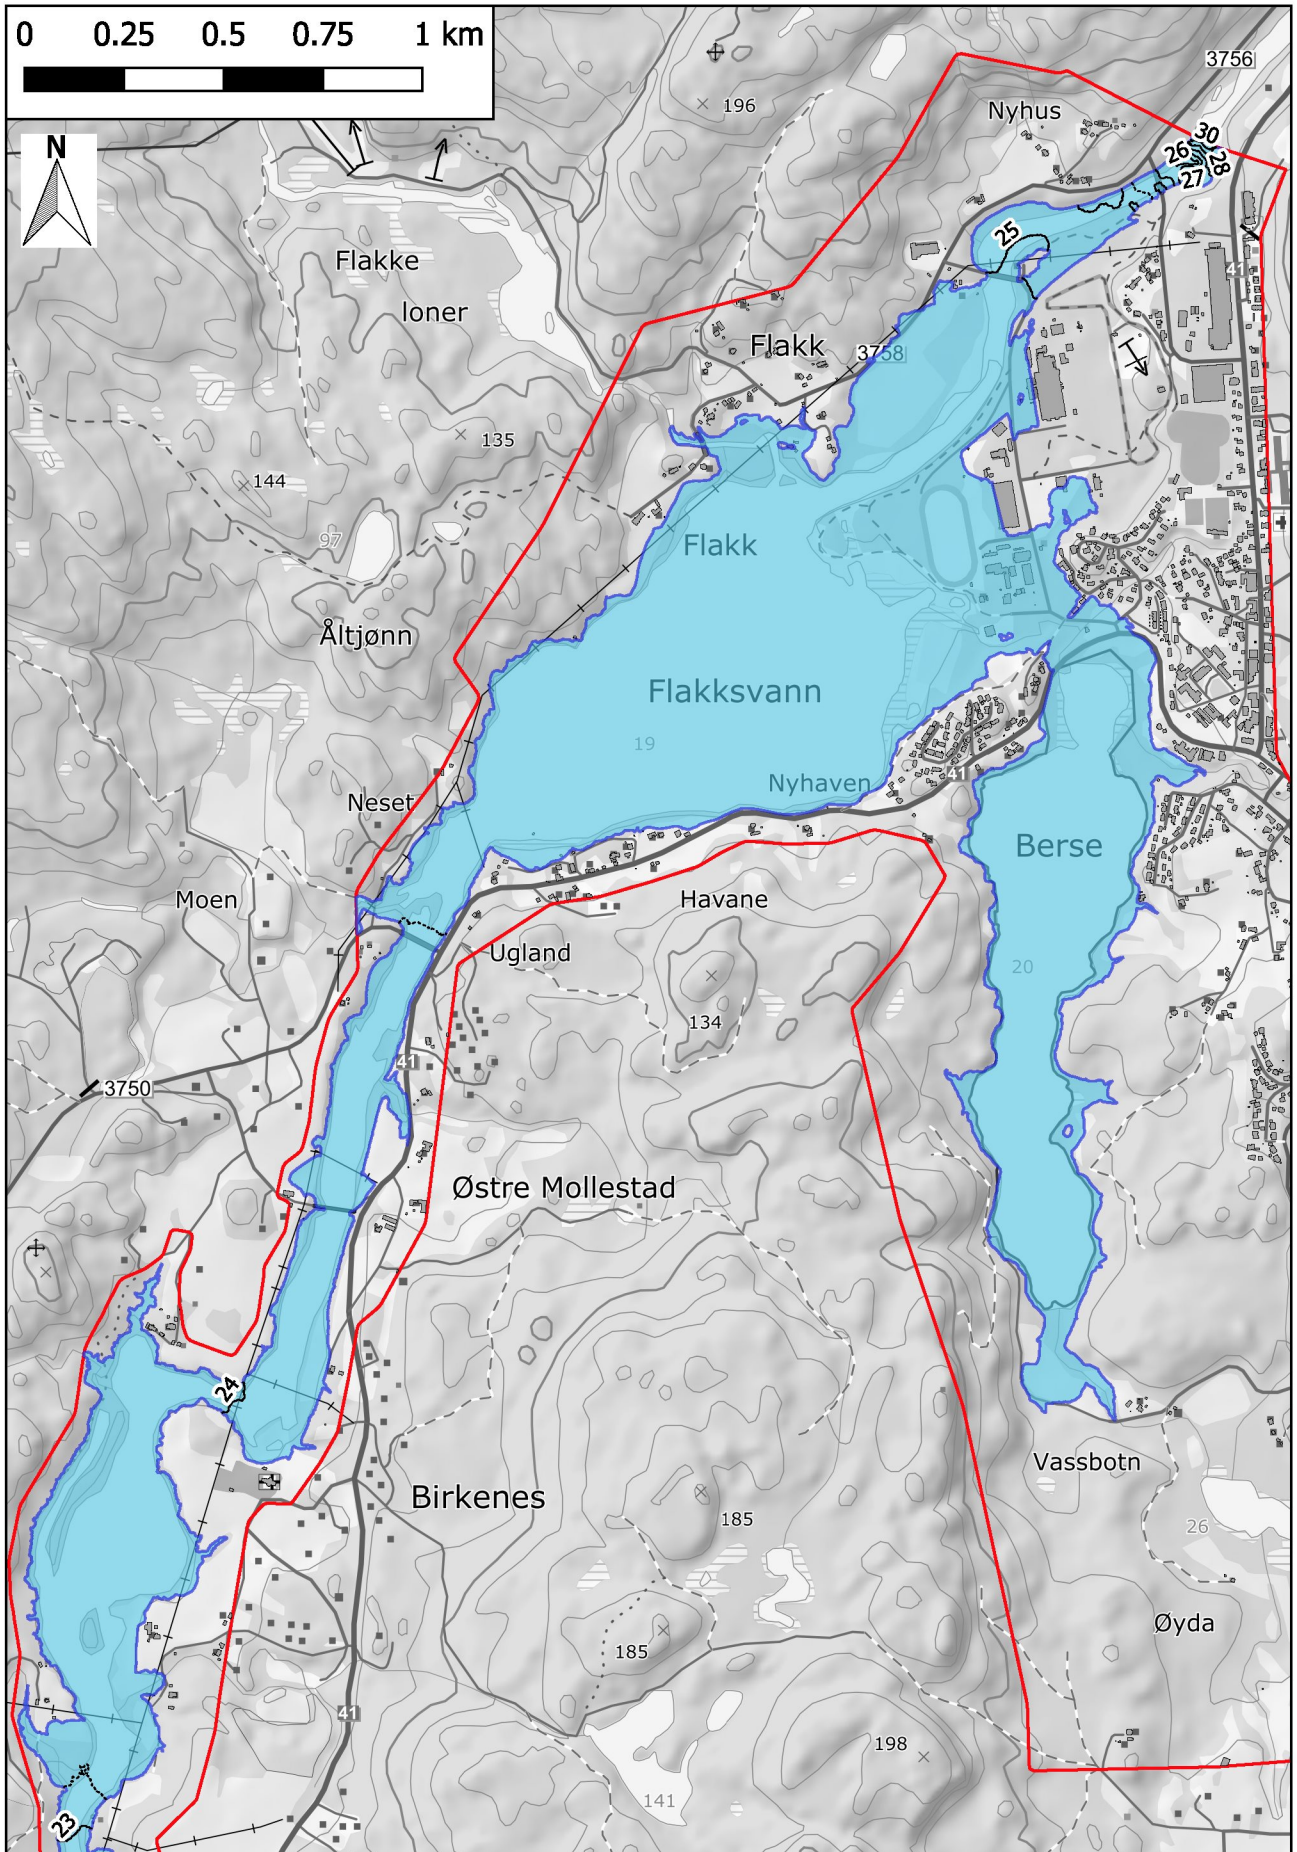 0 0.25 0.5 0.75 1 km
N
3756
196
Nyhus
30
26
28
27
25
41
Flakke
loner
Flakk
3758
135
144
97
Flakk
Åltjønn
Flakksvann
19
Nyhaven
41
Neset
Berse
Moen
Havane
Ugland
20
134
41
3750
Østre Mollestad
24
Vassbotn
Birkenes
185
26
185
Øyda
41
198
141
23